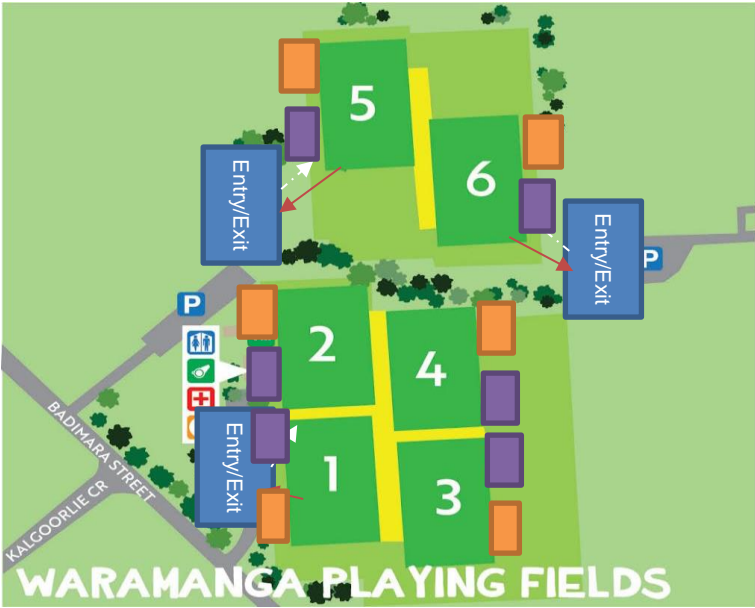 5
6
Entry/Exit
Entry/Exit
P
P
2
4
Entry/Exit
1
3
BADIMARA STREET
KALGOORLIE CR
WARAMANGA PLAYING FIELDS